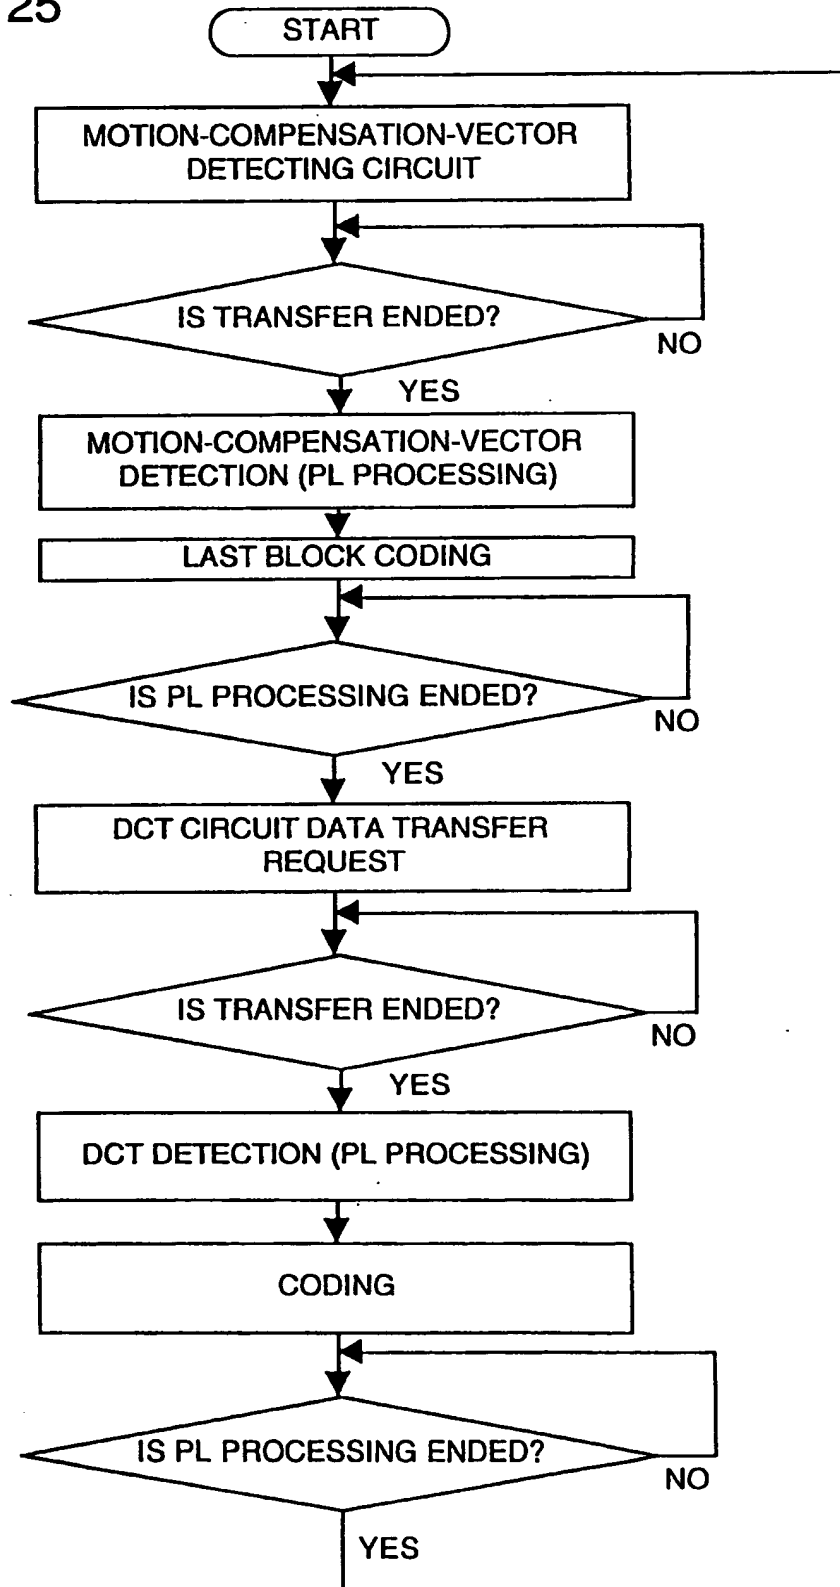 25
START
MOTION-COMPENSATION-VECTOR
DETECTING CIRCUIT
IS TRANSFER ENDED?
NO
YES
MOTION-COMPENSATION-VECTOR
DETECTION (PL PROCESSING)
LAST BLOCK CODING
IS PL PROCESSING ENDED?
NO
YES
DCT CIRCUIT DATA TRANSFER
REQUEST
IS TRANSFER ENDED?
NO
YES
DCT DETECTION (PL PROCESSING)
CODING
IS PL PROCESSING ENDED?
NO
YES